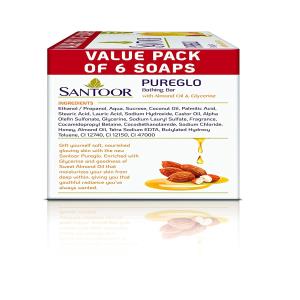 VALUE PACK
OF 6 SOAPS
SANTOOR
PUREGLO
Bathing Bar
with Almond Oil & Glycerine
INGREDIENTS
Ethanol / Propanol, Aqua, Sucrose, Coconut Oil, Palmitic Acid,
Stearic Acid, Lauric Acid, Sodium Hydroxide, Castor Oil, Alpha
Olefin Sulfonate, Glycerin, Sodium Lauryl Sulfate, Fragrance,
Cocamidopropyl Betaine, Cocodiethanolamide, Sodium Chloride
Honey, Almond Oil, Tetra Sodium EDTA, Butylated Hydroxy
Toluene, CI 12740, CI 12150, CI 47000
Gift yourself soft, nourished
glowing skin with the new
Santoor Pureglo. Enriched with
Glycerine and goodness of
Sweet Almond Oil that
moisturizes your skin from
deep within, giving you that
youthful radiance you've
always wanted.